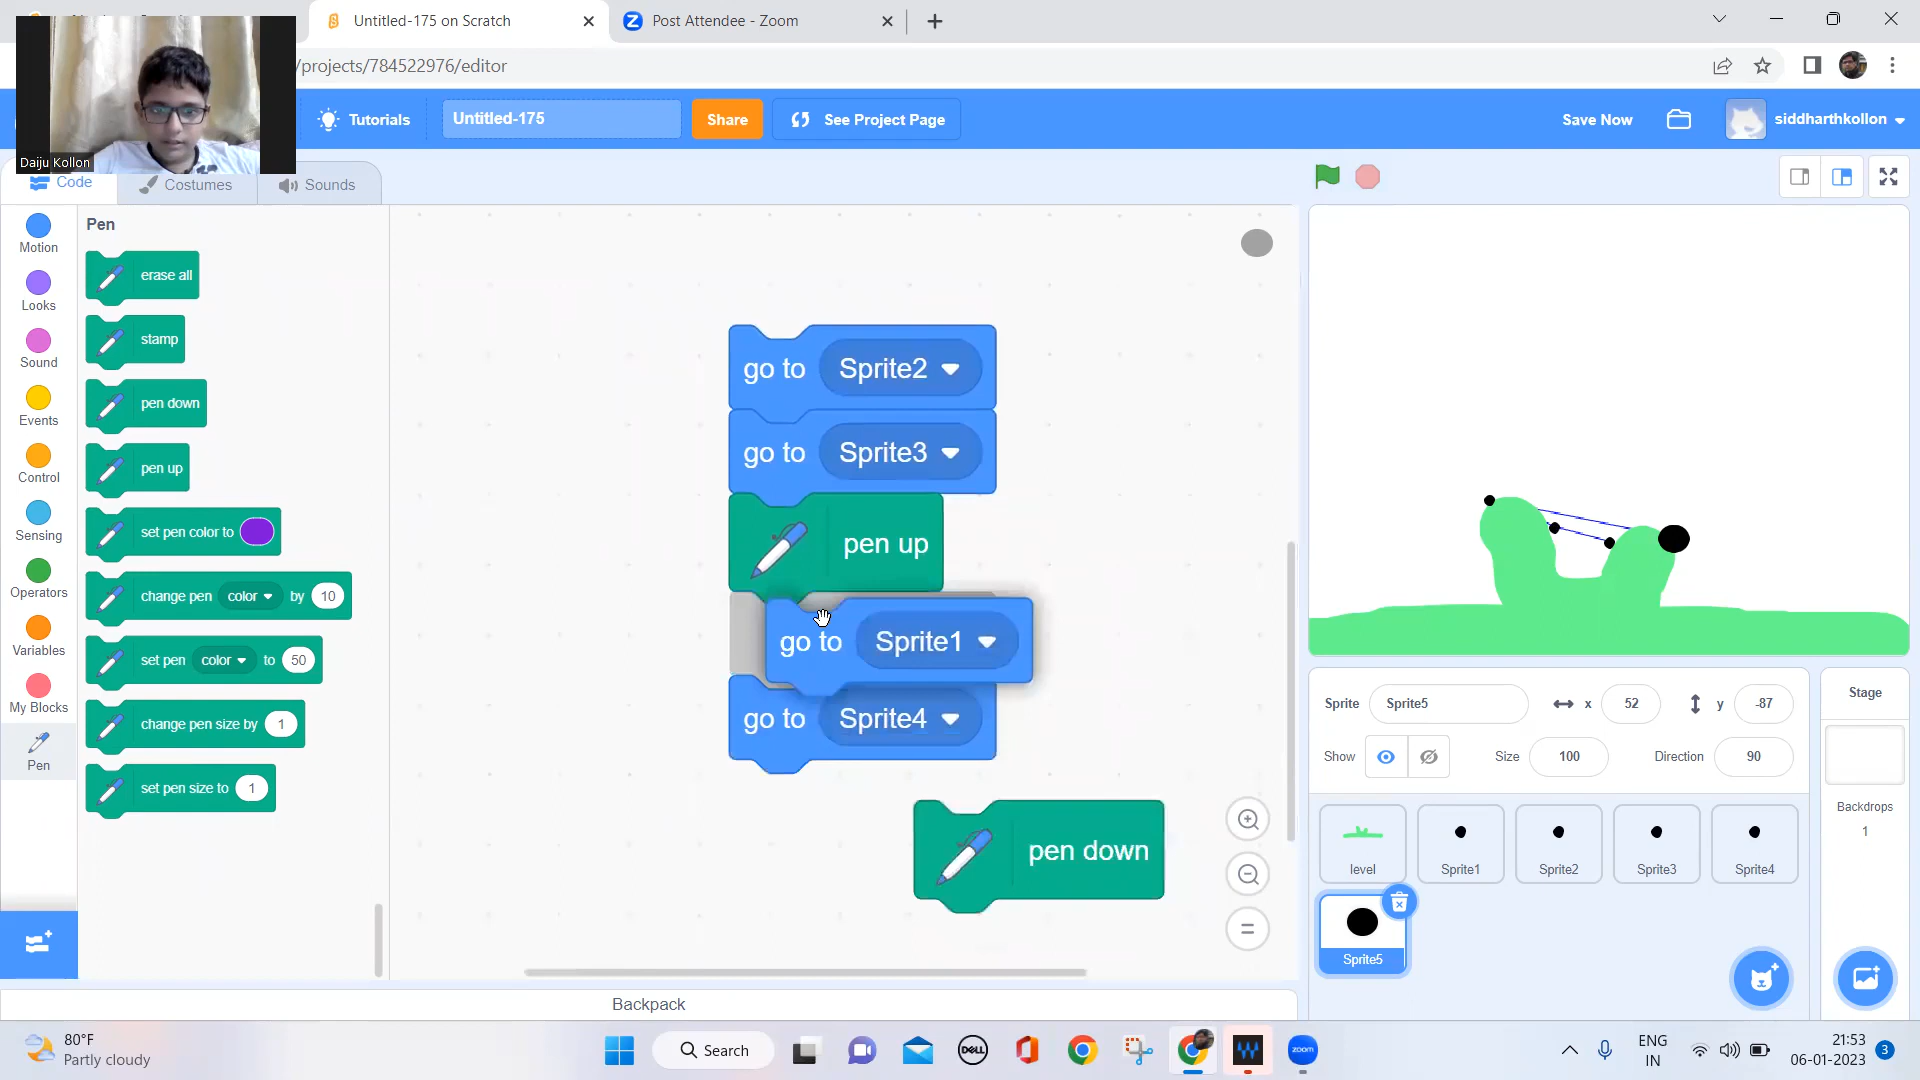 Untitled-175 on Scratch
Post Attendee - Zoom
/projects/784522976/editor
Daiju Kollon
Tutorials
Untitled-175
Share
See Project Page
Save Now
siddharthkollon
Code
Costumes
Sounds
Motion
Looks
Sound
Events
Control
Sensing
Operators
Variables
My Blocks
Pen
Pen
erase all
stamp
pen down
pen up
set pen color to
change pen color by 10
set pen color to 50
change pen size by 1
set pen size to 1
go to Sprite2
go to Sprite3
pen up
go to Sprite1
go to Sprite4
pen down
Sprite Sprite5 x 52 y -87
Show Size 100 Direction 90
level
Sprite1
Sprite2
Sprite3
Sprite4
Sprite5
Stage
Backdrops
1
Backpack
80°F
Partly cloudy
Search
DELL
zoom
ENG
IN
21:53
06-01-2023
3